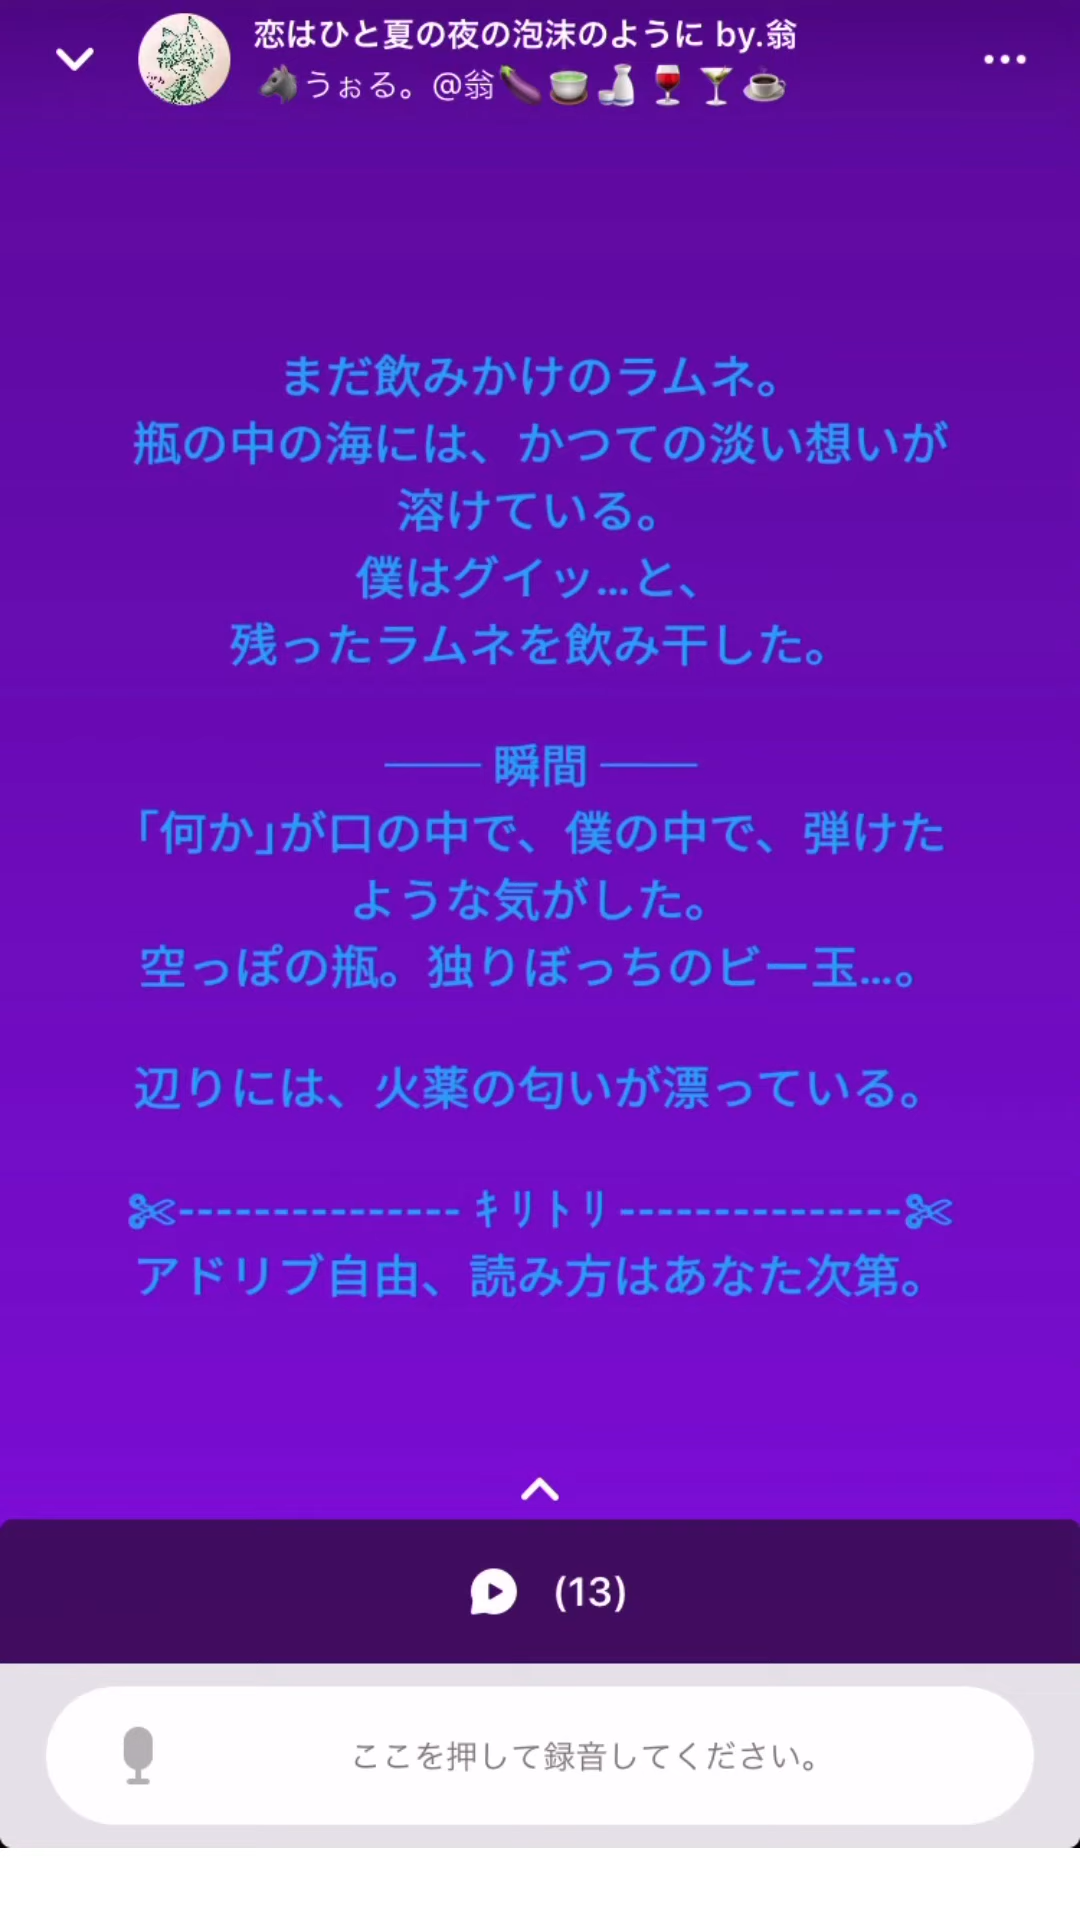 恋はひと夏の夜の泡沫のように by.翁
🐴うぉる。@翁🍆🍵🍶🍷🍸☕
まだ飲みかけのラムネ。
瓶の中の海には、かつての淡い想いが
溶けている。
僕はグイッ…と、
残ったラムネを飲み干した。
―― 瞬間 ――
｢何か｣が口の中で、僕の中で、弾けた
ような気がした。
空っぽの瓶。独りぼっちのビー玉…。
辺りには、火薬の匂いが漂っている。
✄--------------- ｷﾘﾄﾘ ---------------✄
アドリブ自由、読み方はあなた次第。
(13)
ここを押して録音してください。